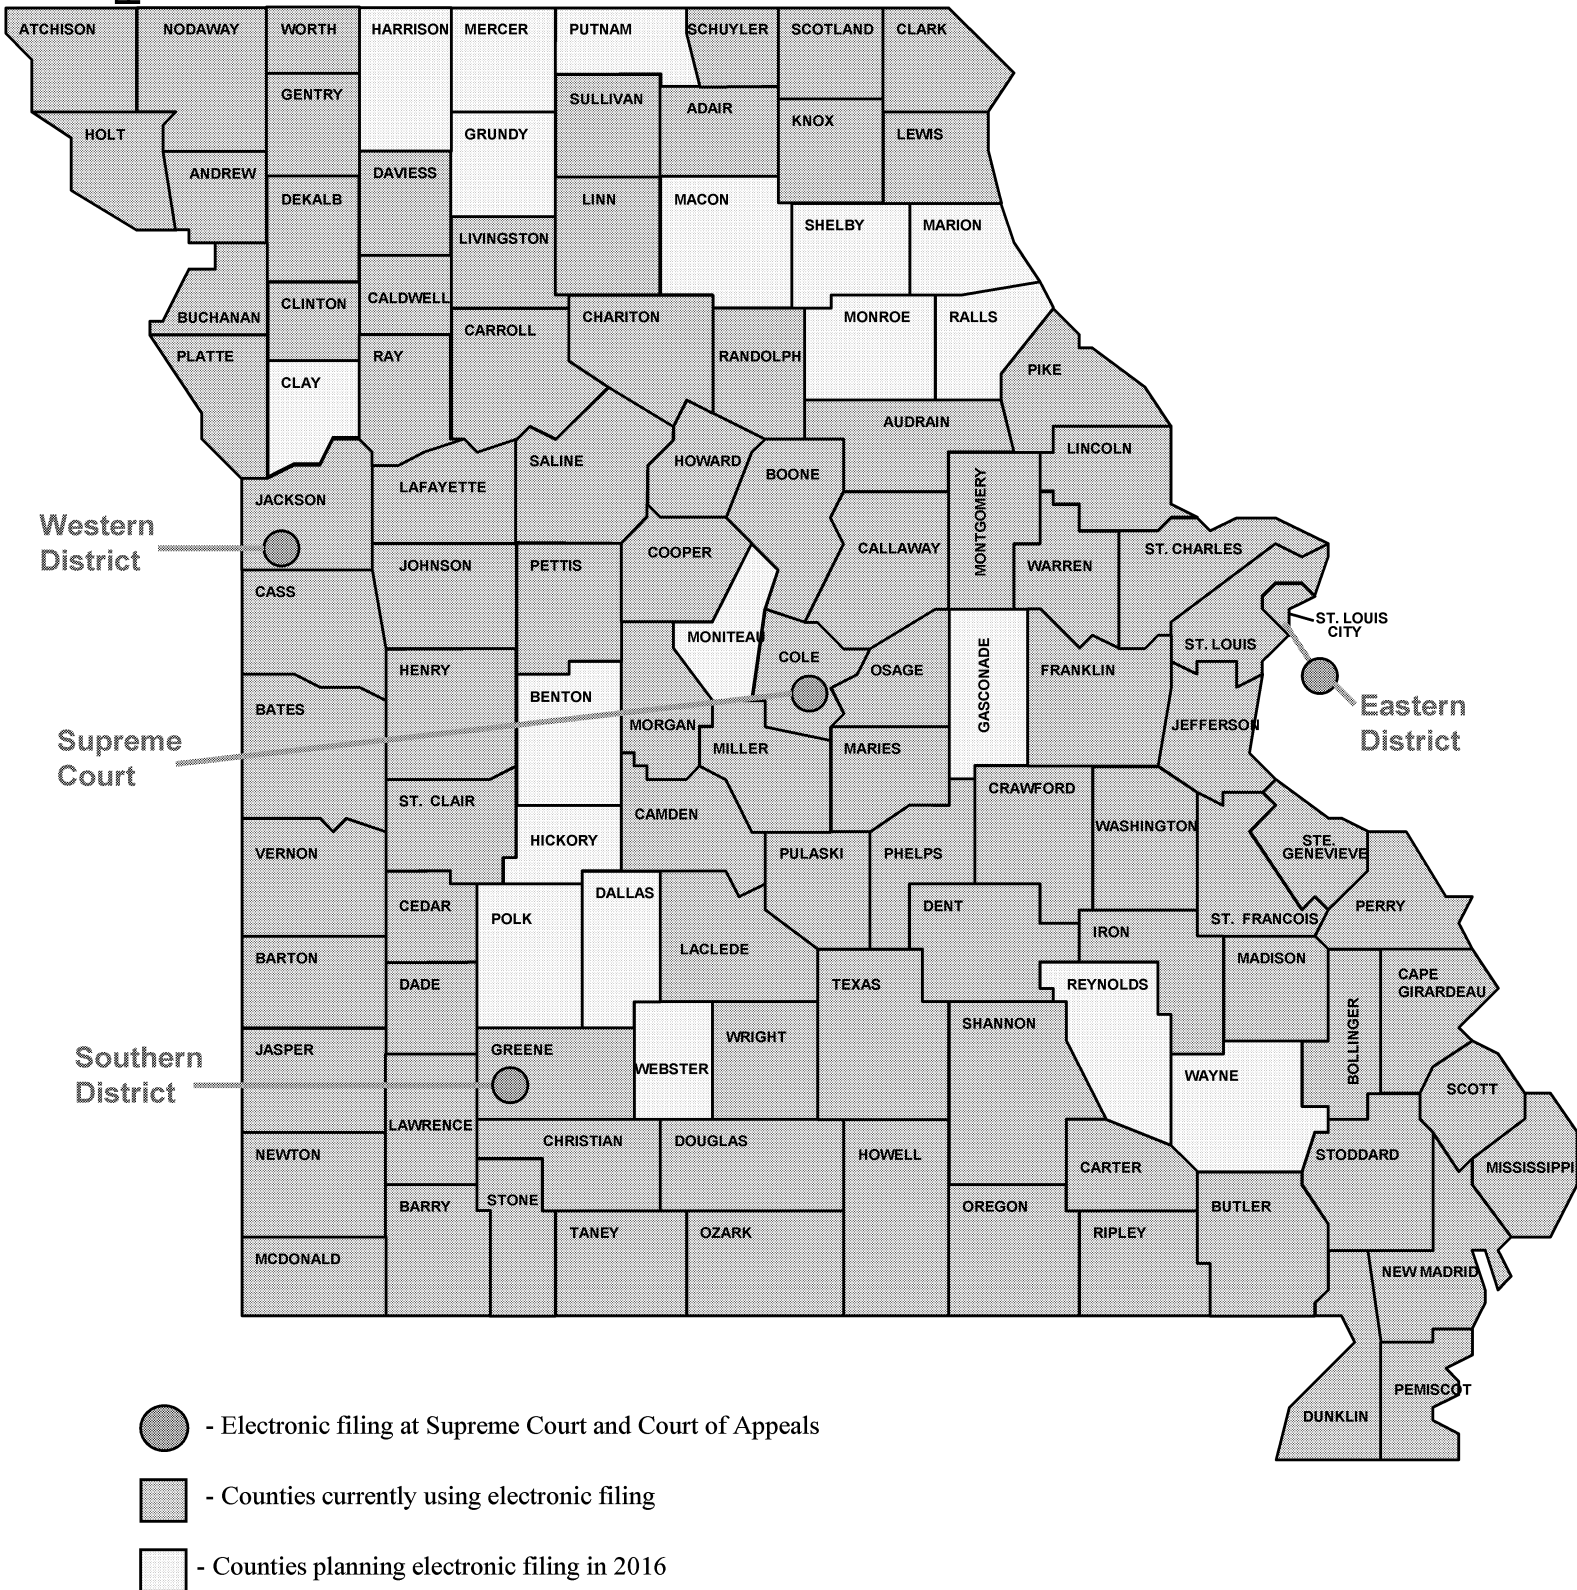 ATCHISON
NODAWAY
WORTH
HARRISON
MERCER
PUTNAM
SCHUYLER
SCOTLAND
CLARK
GENTRY
SULLIVAN
ADAIR
KNOX
HOLT
GRUNDY
LEWIS
ANDREW
DAVIESS
DEKALB
LINN
MACON
SHELBY
MARION
LIVINGSTON
CALDWELL
CLINTON
BUCHANAN
CHARITON
MONROE
RALLS
CARROLL
PLATTE
RAY
RANDOLPH
PIKE
CLAY
AUDRAIN
LINCOLN
SALINE
HOWARD
BOONE
LAFAYETTE
JACKSON
MONTGOMERY
Western
District
COOPER
CALLAWAY
ST. CHARLES
JOHNSON
PETTIS
WARREN
CASS
ST. LOUIS
CITY
MONITEAU
ST. LOUIS
COLE
HENRY
OSAGE
GASCONADE
FRANKLIN
BENTON
Eastern
District
BATES
MORGAN
JEFFERSON
Supreme
Court
MILLER
MARIES
CRAWFORD
ST. CLAIR
CAMDEN
WASHINGTON
HICKORY
STE.
GENEVIEVE
VERNON
PULASKI
PHELPS
DALLAS
CEDAR
POLK
DENT
ST. FRANCOIS
PERRY
IRON
LACLEDE
BARTON
MADISON
CAPE
GIRARDEAU
DADE
TEXAS
REYNOLDS
SHANNON
BOLLINGER
WRIGHT
JASPER
GREENE
Southern
District
WEBSTER
WAYNE
SCOTT
LAWRENCE
CHRISTIAN
DOUGLAS
NEWTON
HOWELL
CARTER
STODDARD
MISSISSIPPI
STONE
BARRY
OREGON
BUTLER
TANEY
OZARK
RIPLEY
MCDONALD
NEW MADRID
PEMISCOT
DUNKLIN
- Electronic filing at Supreme Court and Court of Appeals
- Counties currently using electronic filing
- Counties planning electronic filing in 2016